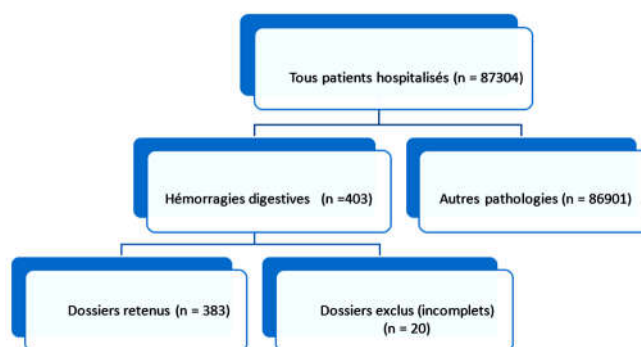 Tous patients hospitalisés (n = 87304)
Hémorragies digestives (n =403)
Autres pathologies (n = 86901)
Dossiers retenus (n = 383)
Dossiers exclus (incomplets)
(n = 20)